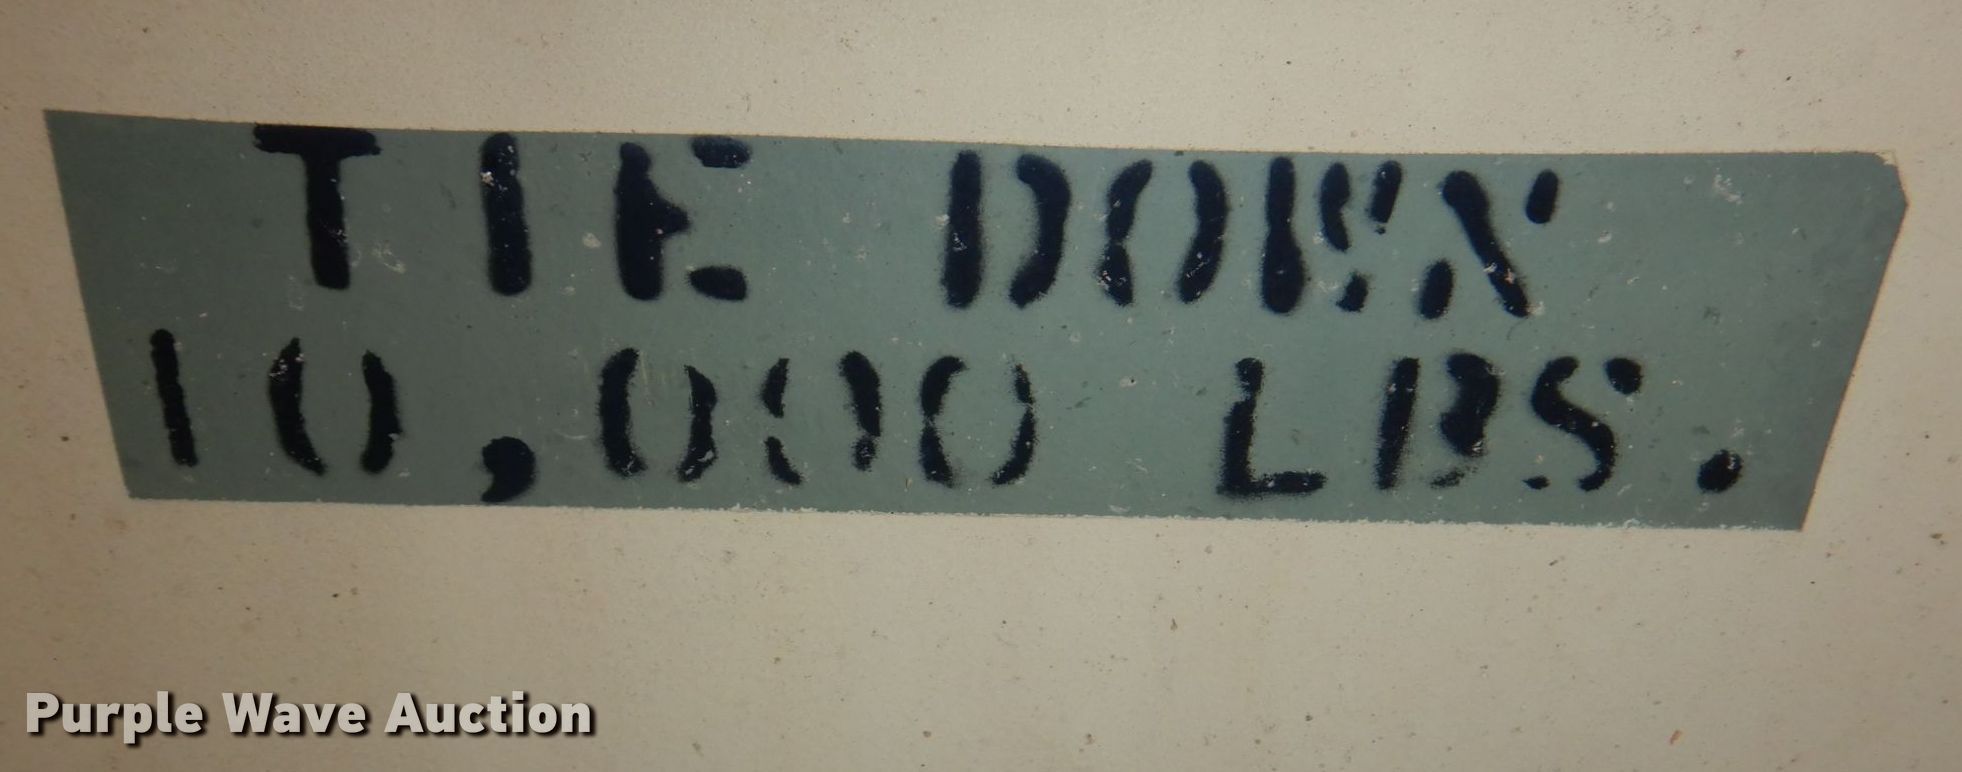 TIE DOWN
10,000 LBS.
Purple Wave Auction